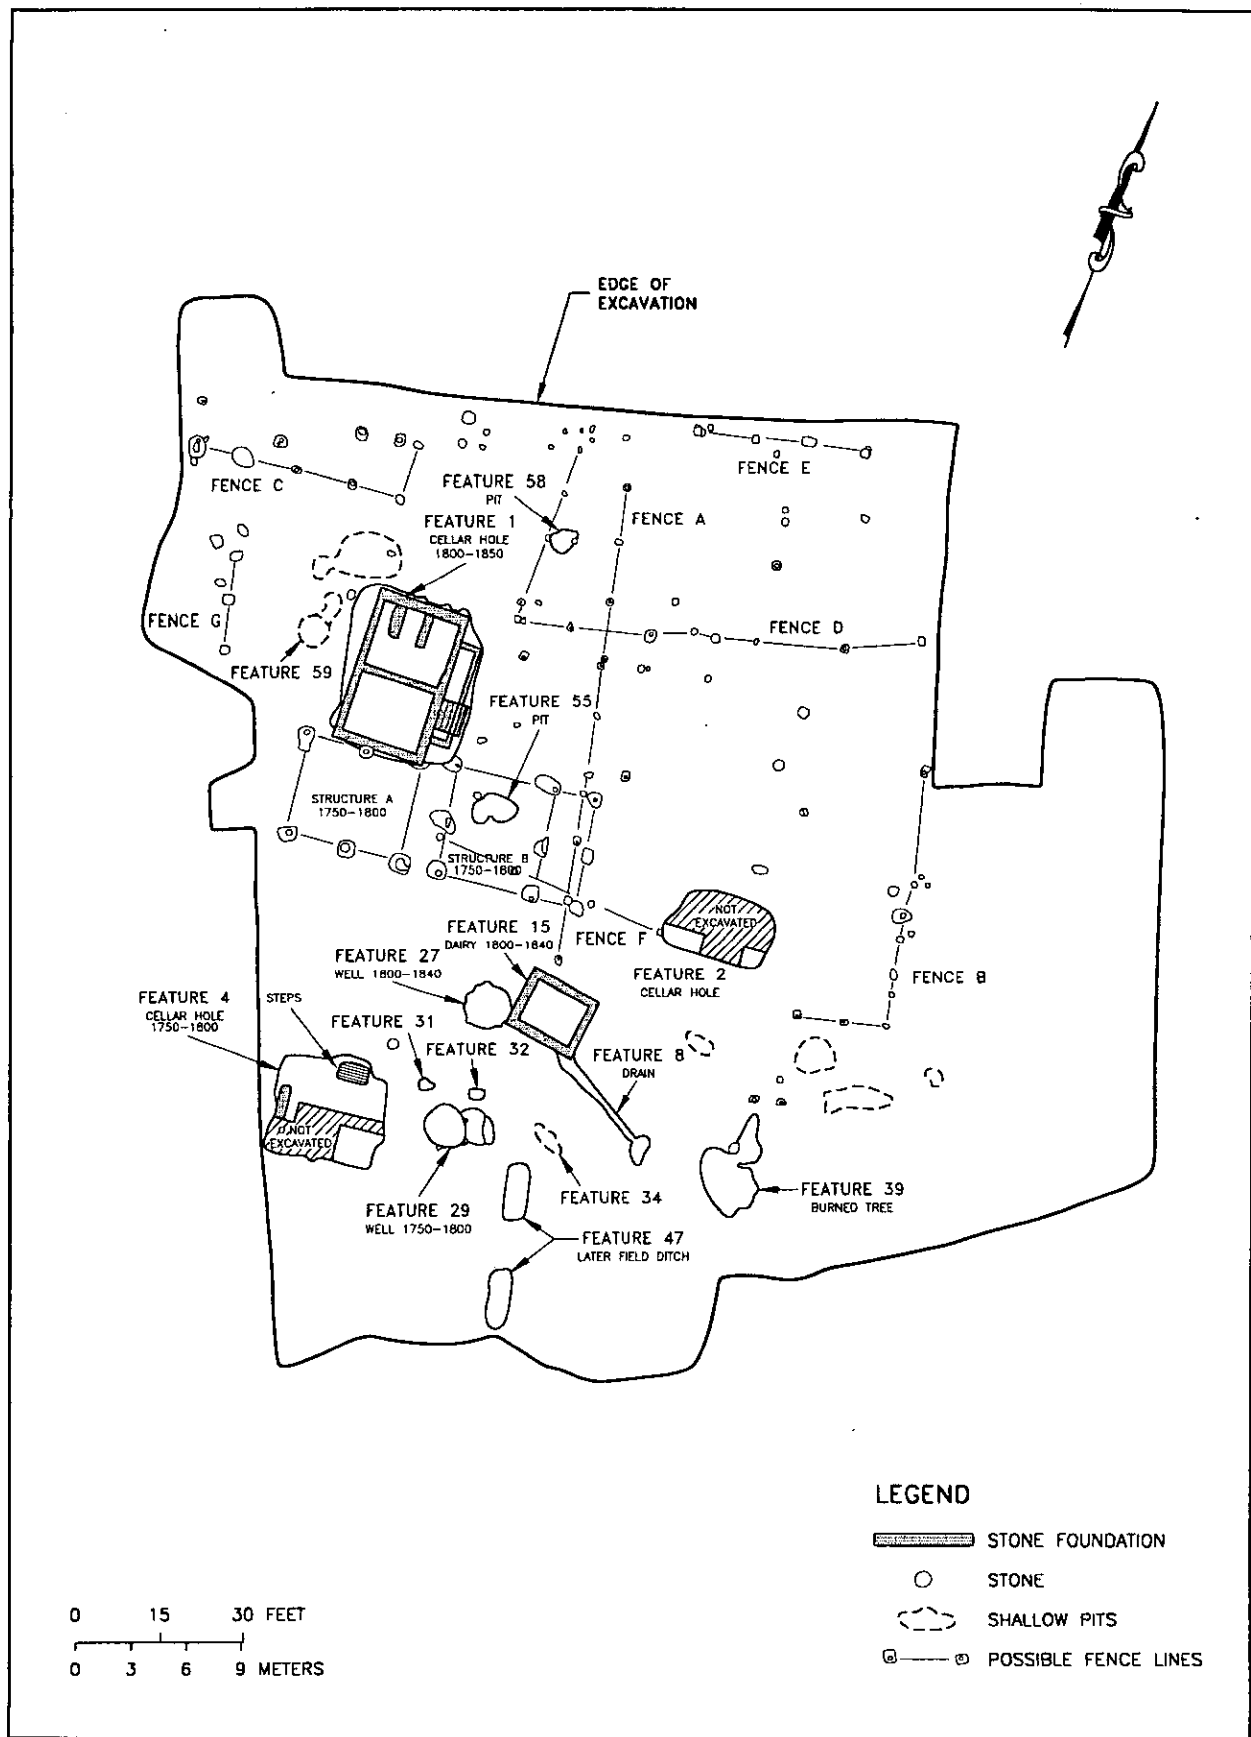 EDGE OF
EXCAVATION
FENCE E
FENCE C
FEATURE 58
PIT
FENCE A
FEATURE 1
CELLAR HOLE
1800-1850
FENCE G
FENCE D
FEATURE 59
FEATURE 55
PIT
STRUCTURE A
1750-1800
STRUCTURE B
1750-1800
NOT
EXCAVATED
FEATURE 15
DAIRY 1800-1840
FENCE F
FEATURE 27
WELL 1800-1840
FEATURE 2
CELLAR HOLE
FENCE B
FEATURE 4
CELLAR HOLE
1750-1800
STEPS
FEATURE 31
FEATURE 32
FEATURE 8
DRAIN
NOT
EXCAVATED
FEATURE 34
FEATURE 39
BURNED TREE
FEATURE 29
WELL 1750-1800
FEATURE 47
LATER FIELD DITCH
LEGEND
STONE FOUNDATION
STONE
SHALLOW PITS
POSSIBLE FENCE LINES
0 15 30 FEET
0 3 6 9 METERS